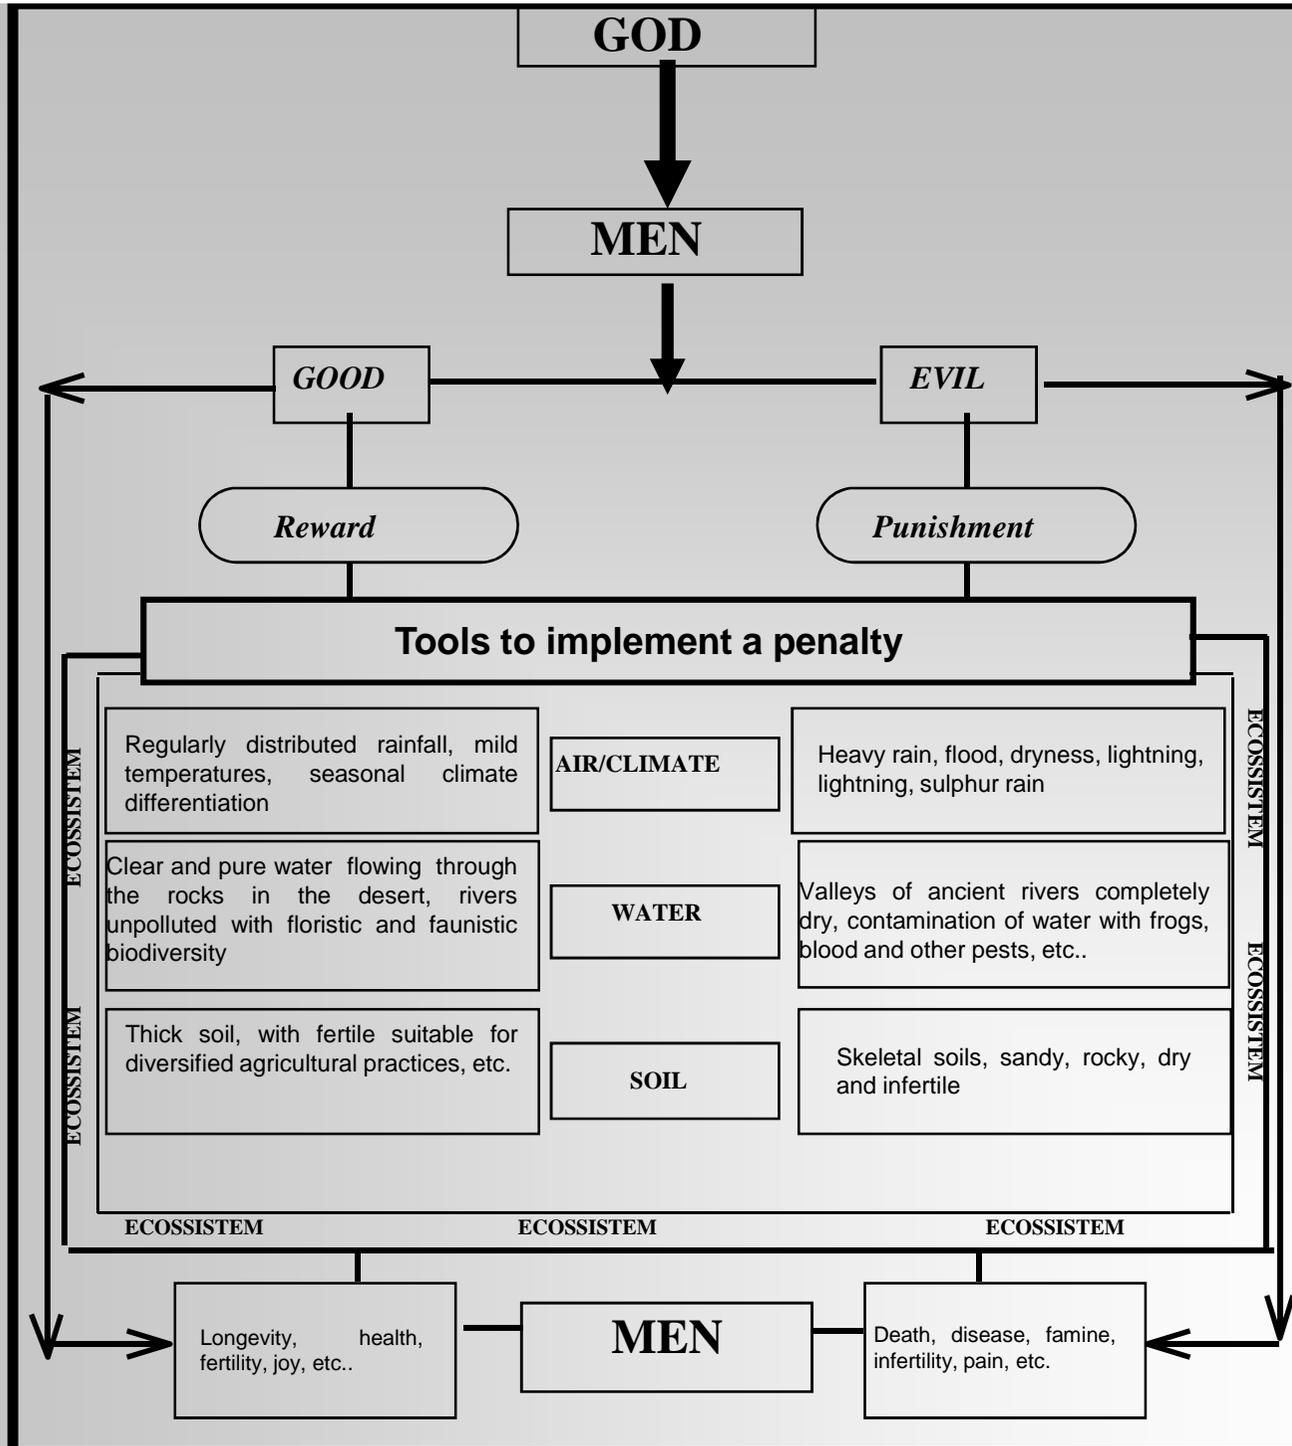 GOD
MEN
GOOD
EVIL
Reward
Punishment
Tools to implement a penalty
ECOSSISTEM
ECOSSISTEM
Regularly distributed rainfall, mild
temperatures, seasonal climate
differentiation
AIR/CLIMATE
Heavy rain, flood, dryness, lightning,
lightning, sulphur rain
Clear and pure water flowing through
the rocks in the desert, rivers
unpolluted with floristic and faunistic
biodiversity
WATER
Valleys of ancient rivers completely
dry, contamination of water with frogs,
blood and other pests, etc..
Thick soil, with fertile suitable for
diversified agricultural practices, etc.
SOIL
Skeletal soils, sandy, rocky, dry
and infertile
ECOSSISTEM
ECOSSISTEM
ECOSSISTEM
ECOSSISTEM
ECOSSISTEM
Longevity, health,
fertility, joy, etc..
MEN
Death, disease, famine,
infertility, pain, etc.